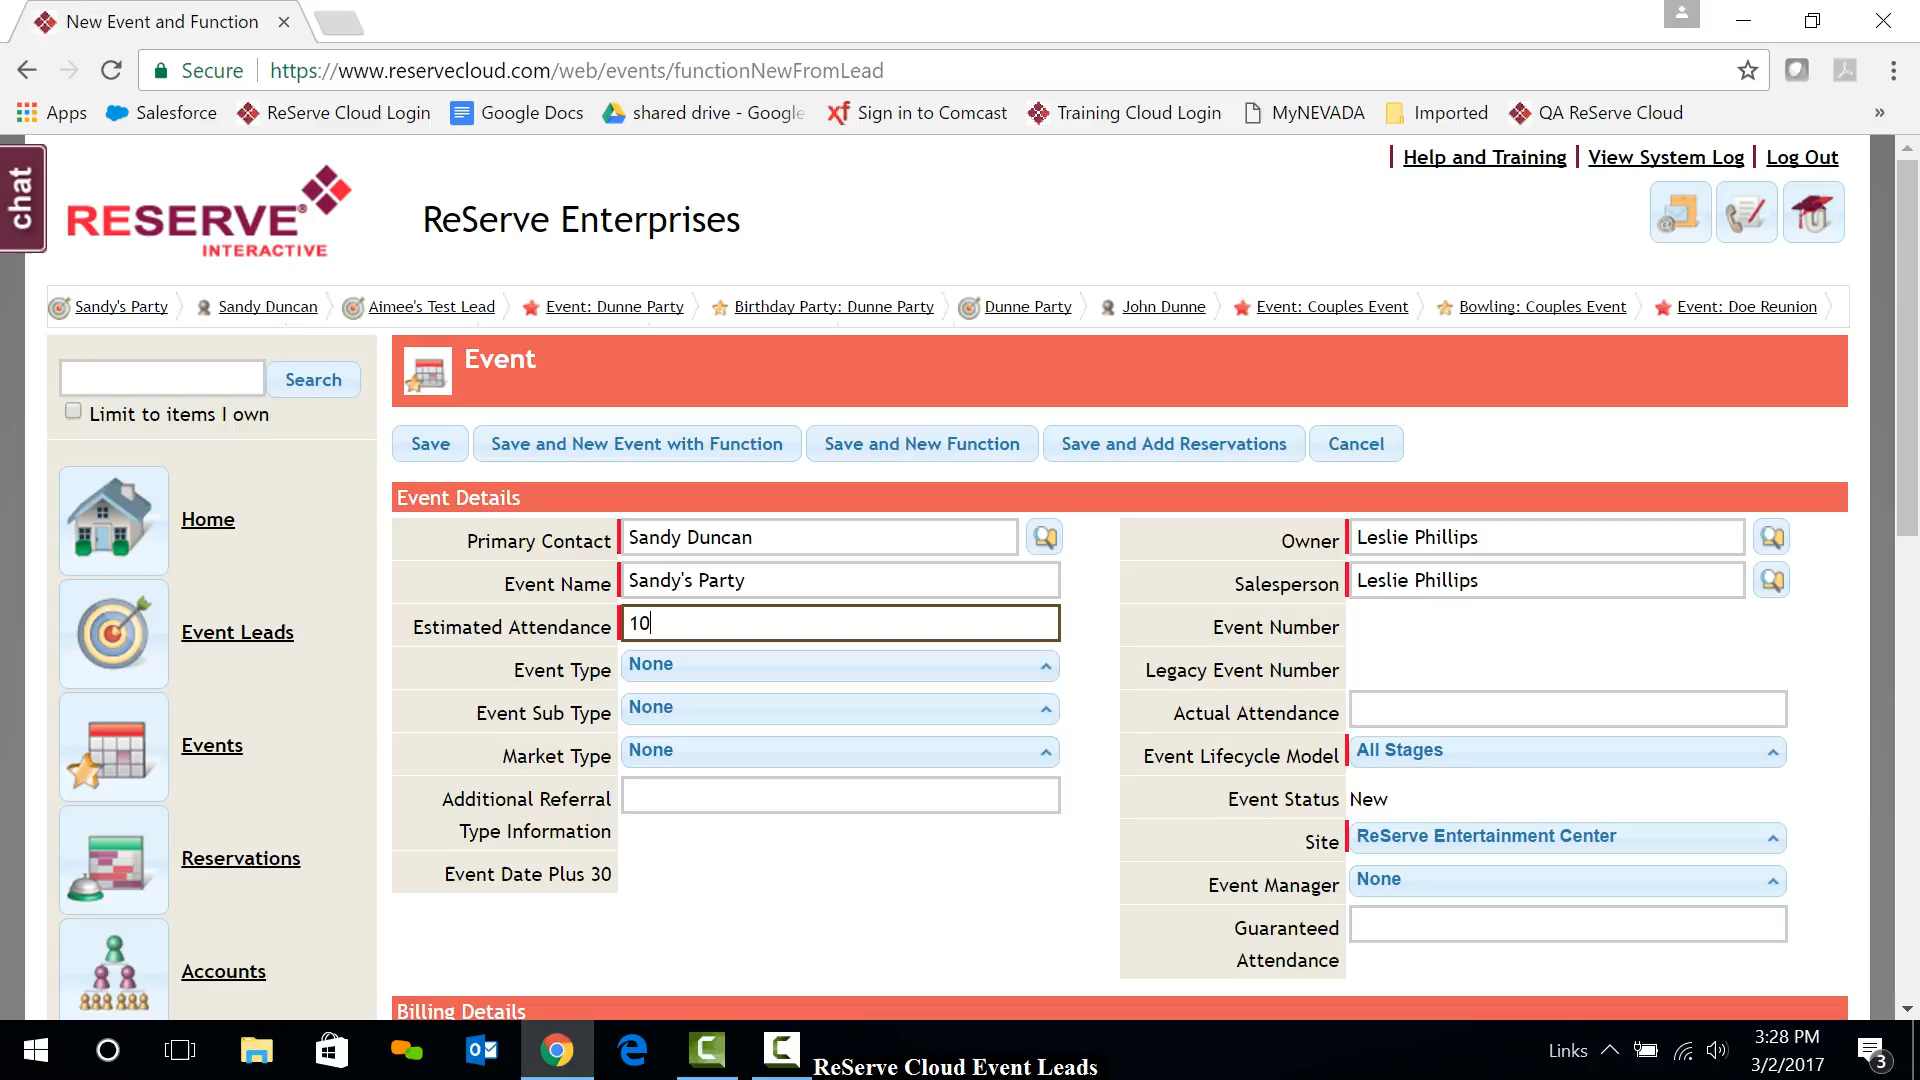 New Event and Function
Secure https://www.reservecloud.com/web/events/functionNewFromLead
Apps Salesforce ReServe Cloud Login Google Docs shared drive - Google Sign in to Comcast Training Cloud Login MyNEVADA Imported QA ReServe Cloud »
Help and Training View System Log Log Out
chat
RESERVE®
INTERACTIVE
ReServe Enterprises
Sandy's Party Sandy Duncan Aimee's Test Lead Event: Dunne Party Birthday Party: Dunne Party Dunne Party John Dunne Event: Couples Event Bowling: Couples Event Event: Doe Reunion
Search
Limit to items I own
Home
Event Leads
Events
Reservations
Accounts
Event
Save Save and New Event with Function Save and New Function Save and Add Reservations Cancel
Event Details
Primary Contact Sandy Duncan
Event Name Sandy's Party
Estimated Attendance 10
Event Type None
Event Sub Type None
Market Type None
Additional Referral
Type Information
Event Date Plus 30
Owner Leslie Phillips
Salesperson Leslie Phillips
Event Number
Legacy Event Number
Actual Attendance
Event Lifecycle Model All Stages
Event Status New
Site ReServe Entertainment Center
Event Manager None
Guaranteed
Attendance
Billing Details
Links
3:28 PM
3/2/2017
3
ReServe Cloud Event Leads